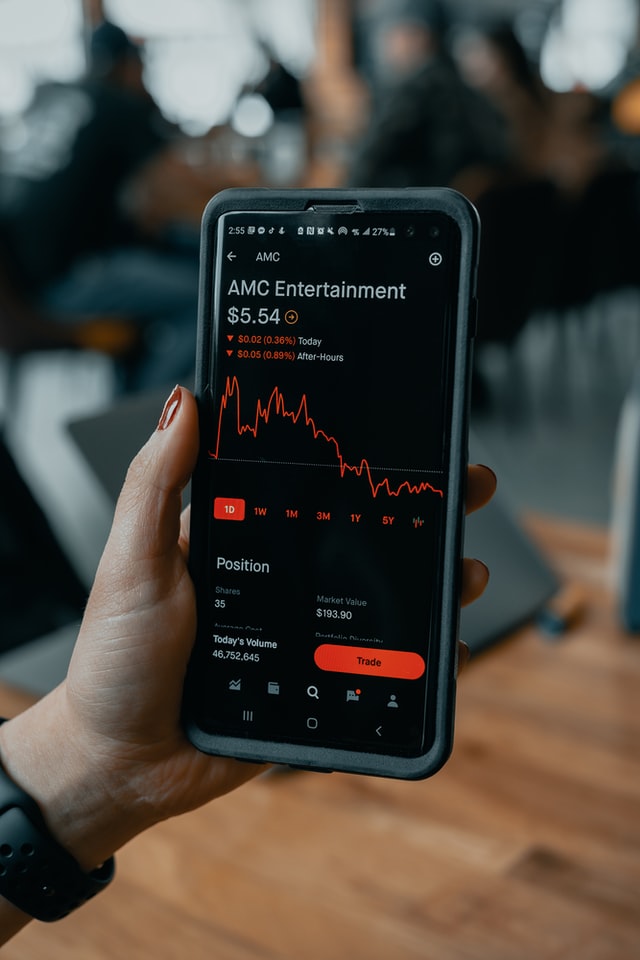 2:55 27%
AMC
AMC Entertainment
$5.54
▼ $0.02 (0.36%) Today
▼ $0.05 (0.89%) After-Hours
1D 1W 1M 3M 1Y 5Y
Position
Shares Market Value
35 $193.90
Today's Volume
46,752,645
Trade